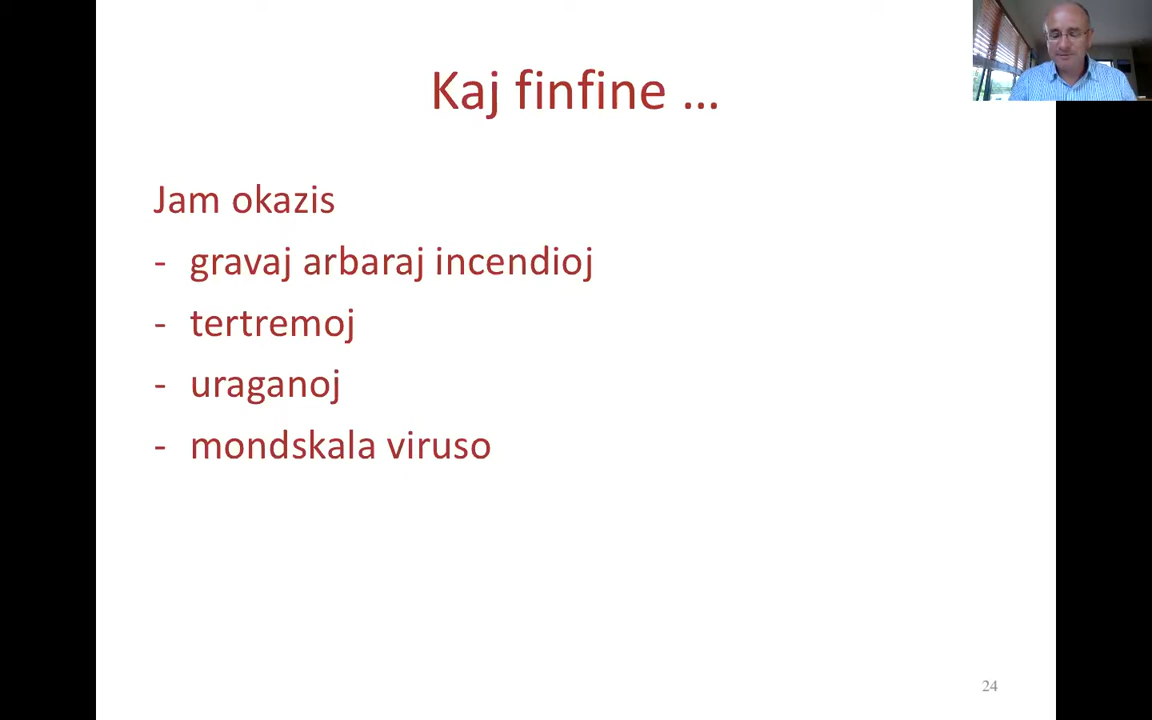 Kaj finfine ...
Jam okazis
- gravaj arbaraj incendioj
- tertremoj
- uraganoj
- mondskala viruso
24